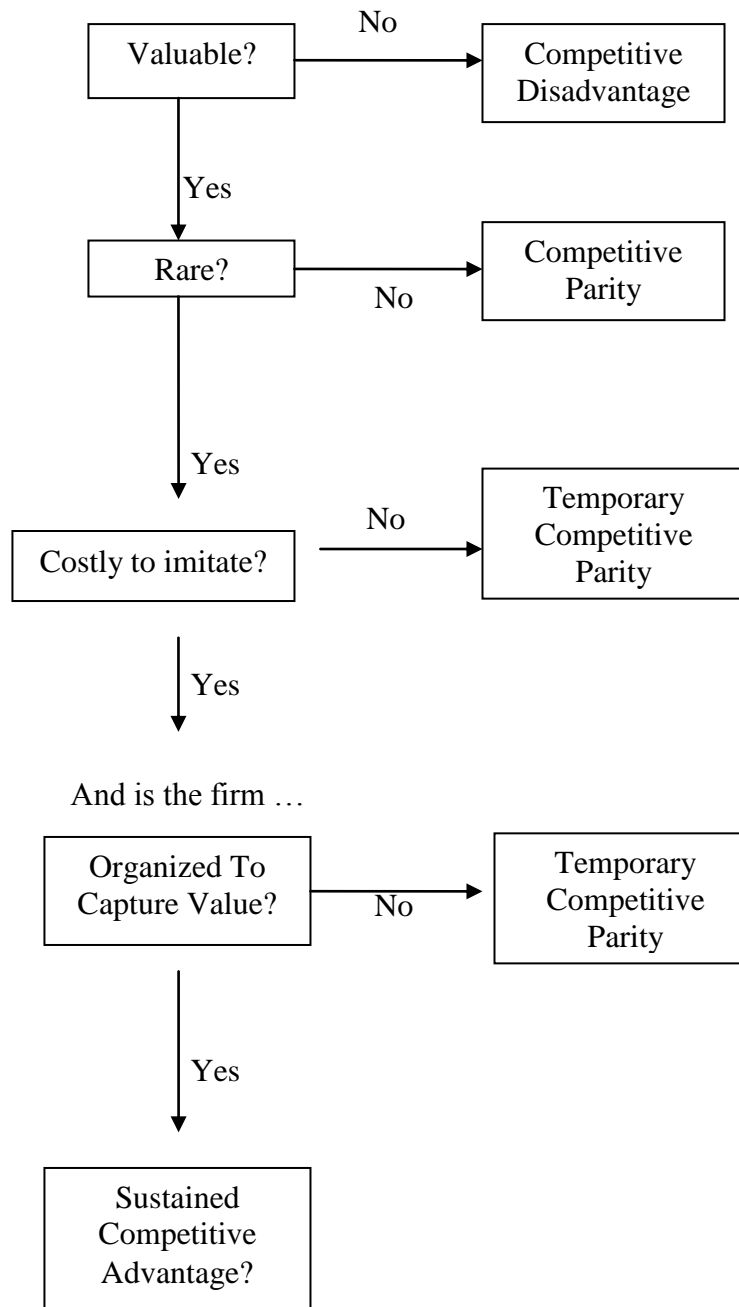 No
Valuable?
Competitive
Disadvantage
Yes
Rare?
Competitive
Parity
No
Yes
Costly to imitate?
No
Temporary
Competitive
Parity
Yes
And is the firm …
Organized To
Capture Value?
No
Temporary
Competitive
Parity
Yes
Sustained
Competitive
Advantage?